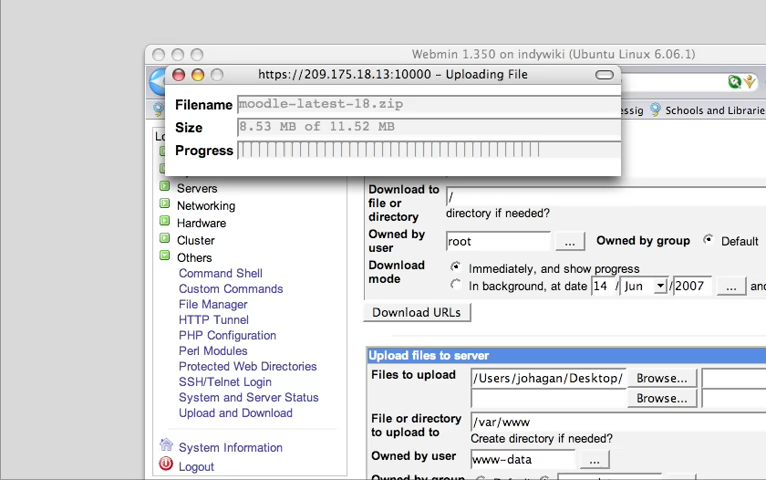 Webmin 1.350 on indywiki (Ubuntu Linux 6.06.1)
https://209.175.18.13:10000 – Uploading File
Filename moodle-latest-18.zip
Size 8.53 MB of 11.52 MB
Progress
essig Schools and Librarie
Lo
Servers
Networking
Hardware
Cluster
Others
Command Shell
Custom Commands
File Manager
HTTP Tunnel
PHP Configuration
Perl Modules
Protected Web Directories
SSH/Telnet Login
System and Server Status
Upload and Download
System Information
Logout
Download to
file or
directory
/
directory if needed?
Owned by
user
root ... Owned by group Default
Download
mode
Immediately, and show progress
In background, at date 14 / Jun / 2007 ... an
Download URLs
Upload files to server
Files to upload /Users/johagan/Desktop/ Browse...
Browse...
File or directory
to upload to
/var/www
Create directory if needed?
Owned by
user
www-data ...
Owned by group Default